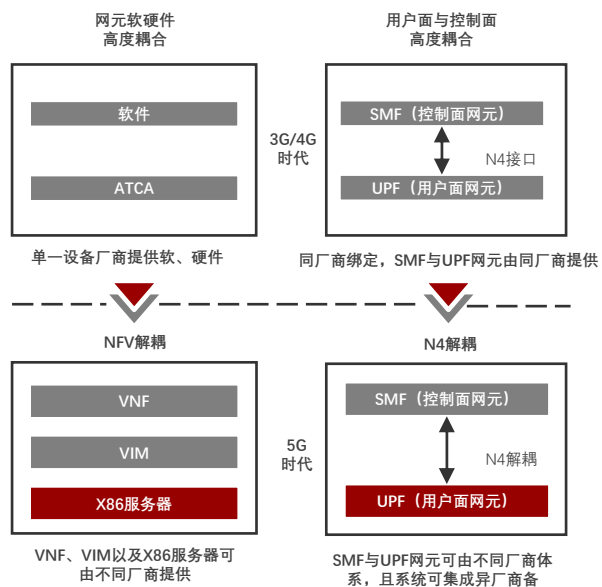 网元软硬件
高度耦合
用户面与控制面
高度耦合
软件
ATCA
3G/4G
时代
SMF（控制面网元）
N4接口
UPF（用户面网元）
单一设备厂商提供软、硬件
同厂商绑定，SMF与UPF网元由同厂商提供
NFV解耦
N4解耦
VNF
VIM
X86服务器
5G
时代
SMF（控制面网元）
N4解耦
UPF（用户面网元）
VNF、VIM以及X86服务器可
由不同厂商提供
SMF与UPF网元可由不同厂商体
系，且系统可集成异厂商备